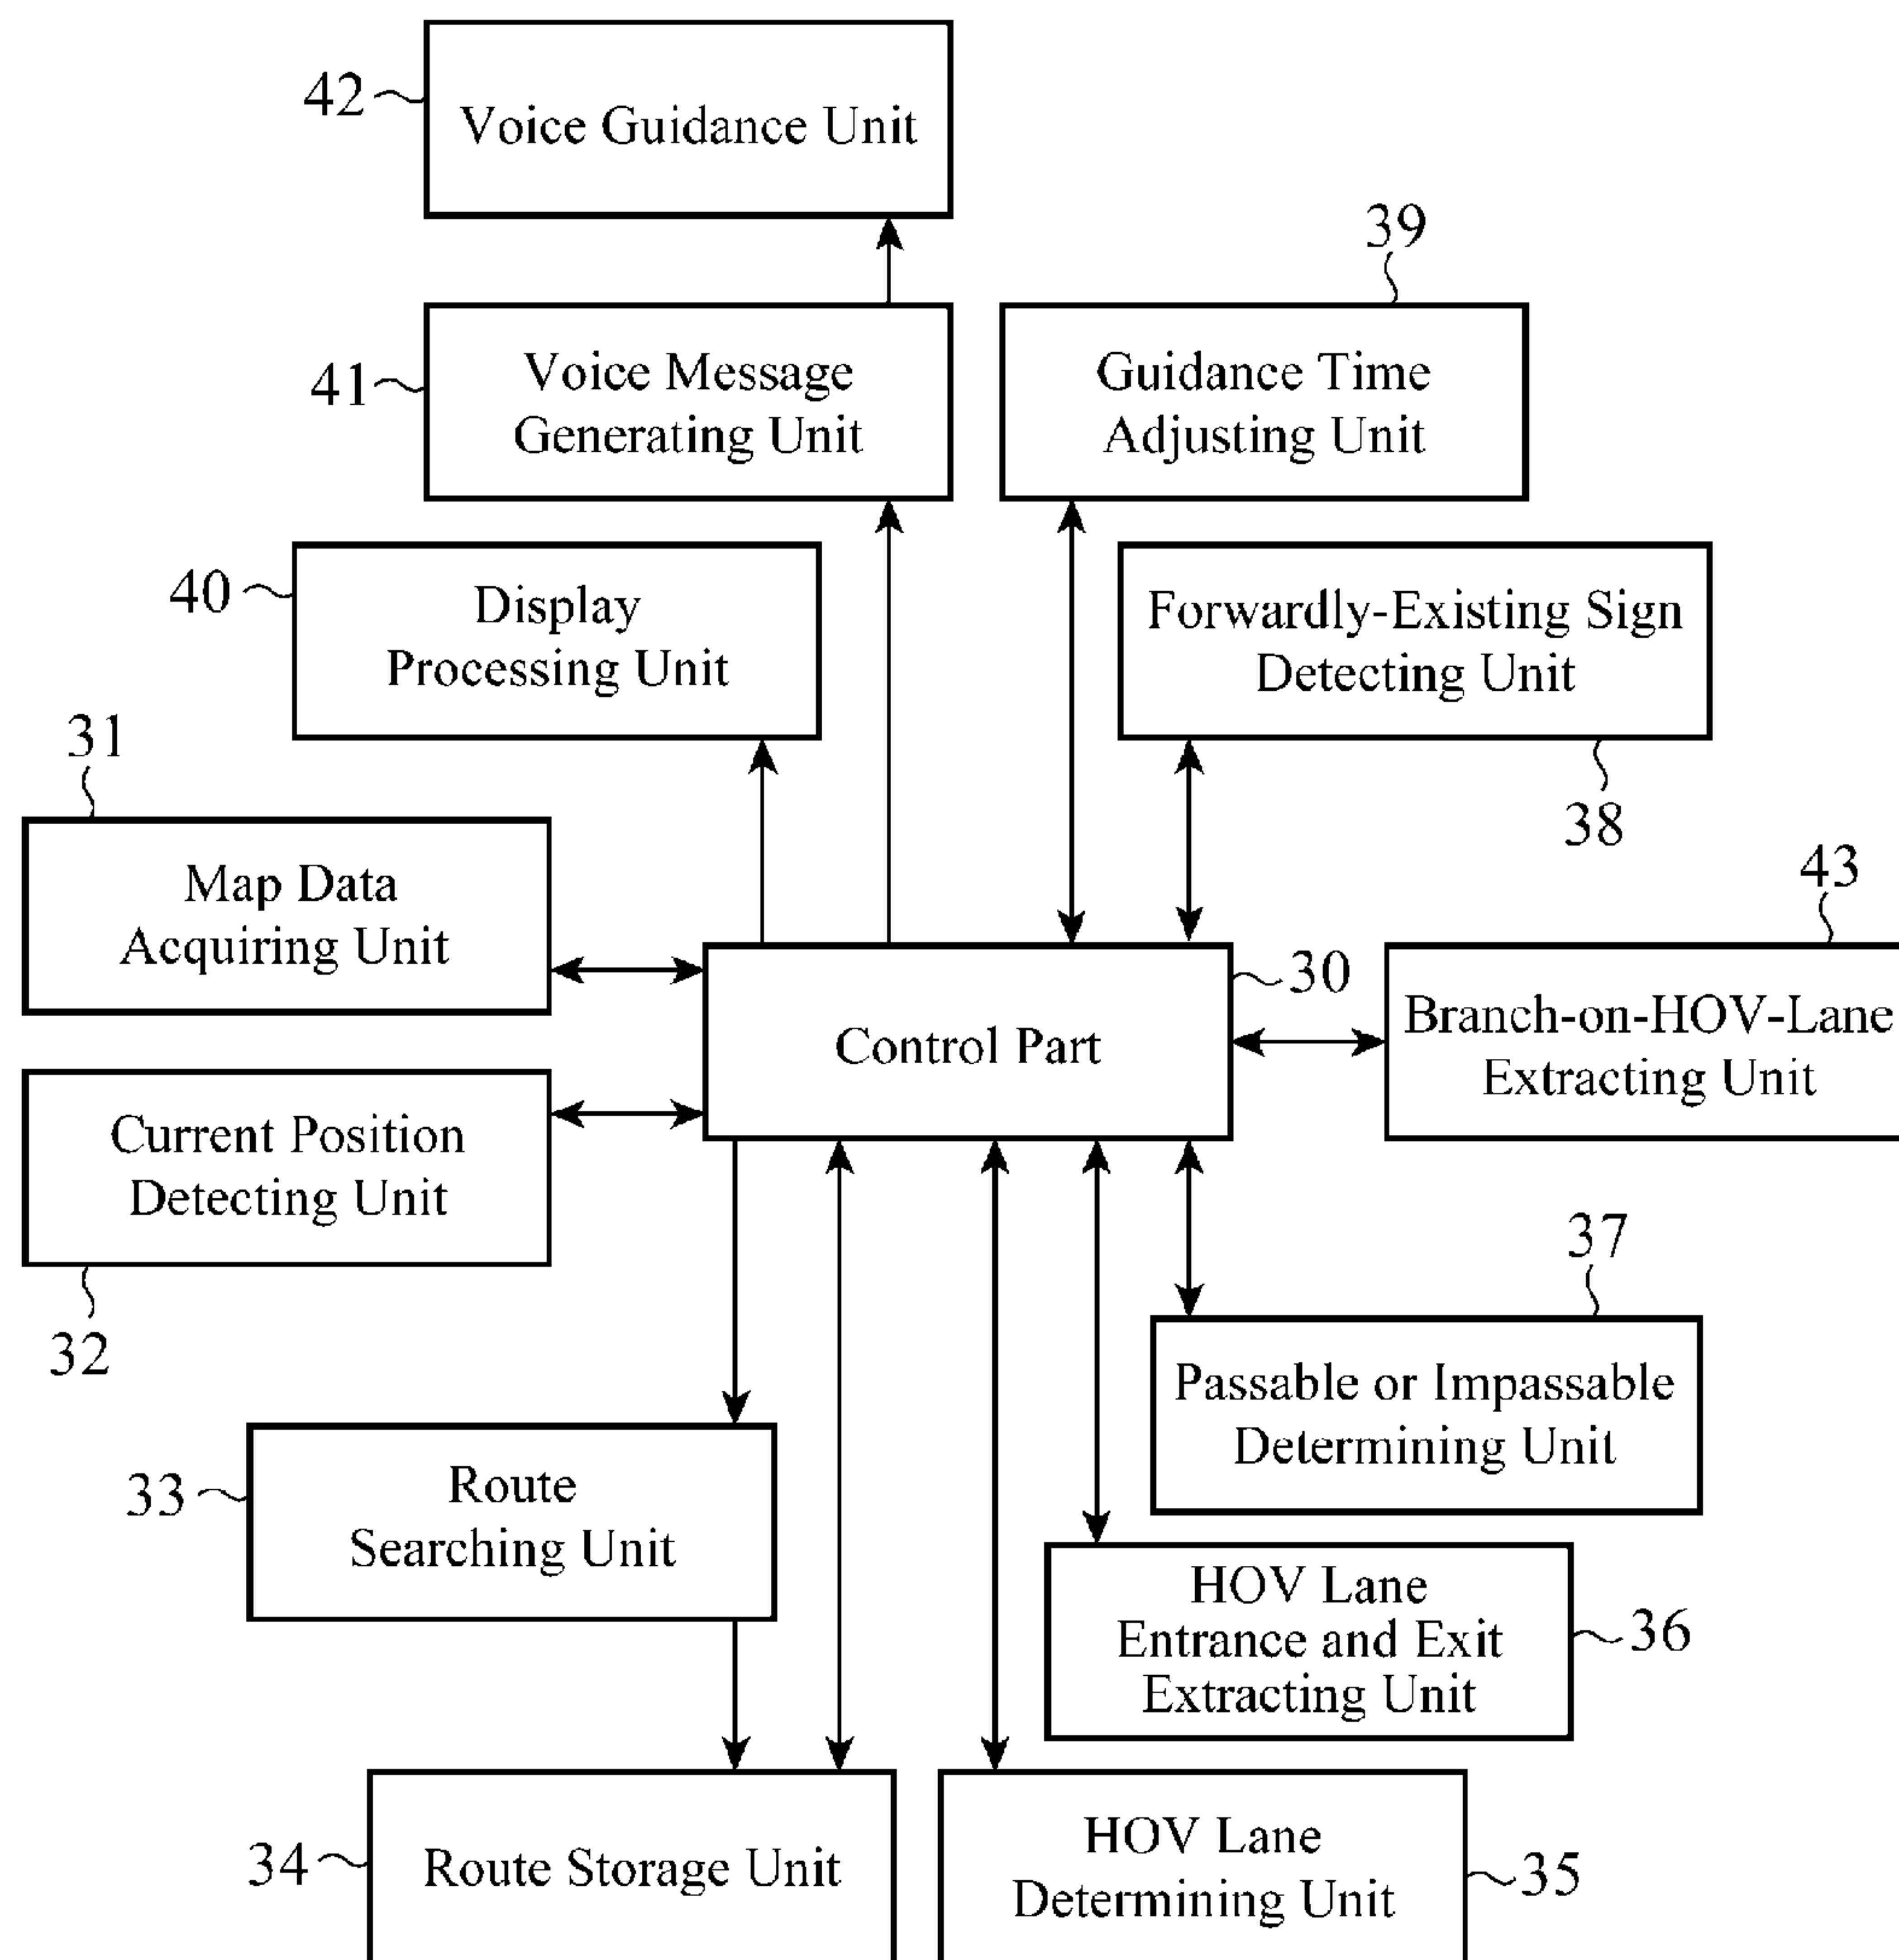 42
Voice Guidance Unit
39
41
Voice Message
Generating Unit
Guidance Time
Adjusting Unit
40
Display
Processing Unit
Forwardly-Existing Sign
Detecting Unit
31
38
Map Data
Acquiring Unit
43
30
Control Part
Branch-on-HOV-Lane
Extracting Unit
Current Position
Detecting Unit
32
37
Passable or Impassable
Determining Unit
33
Route
Searching Unit
HOV Lane
Entrance and Exit
Extracting Unit
36
34
Route Storage Unit
HOV Lane
Determining Unit
35